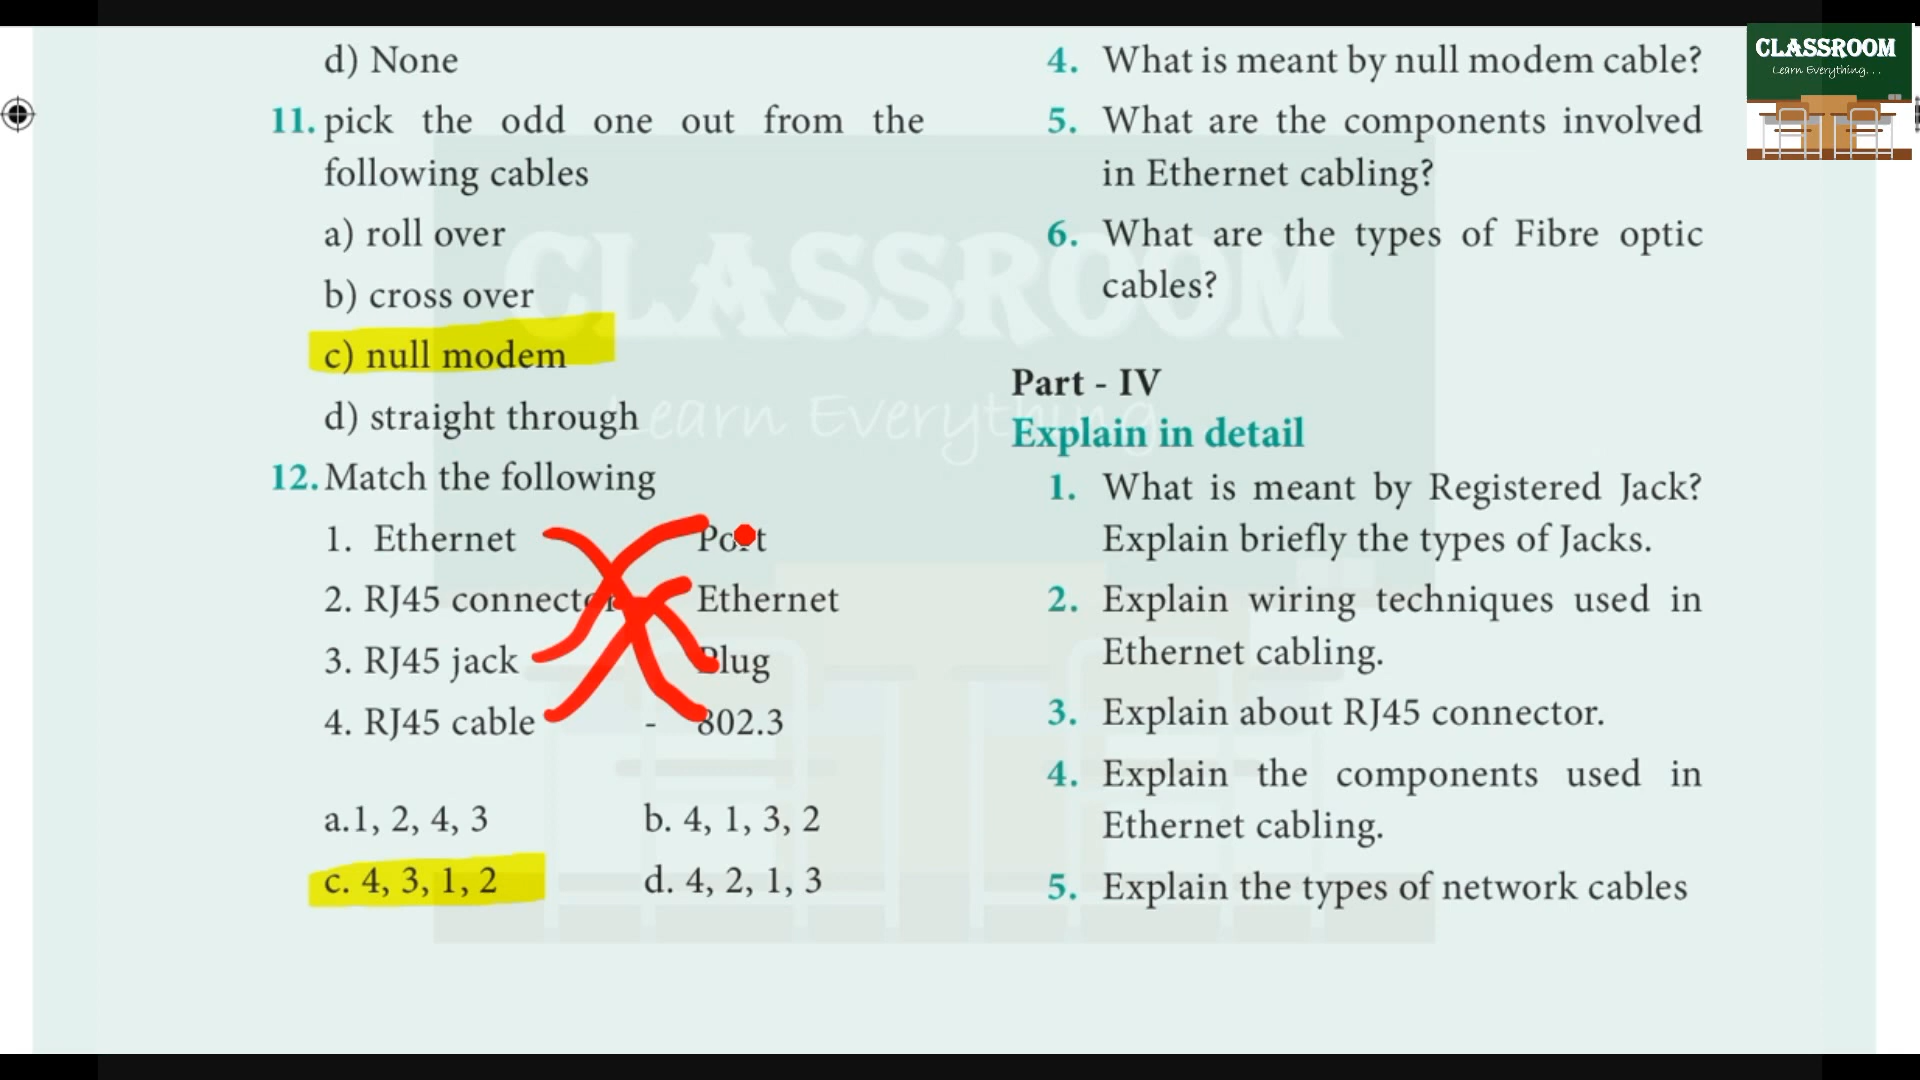 d) None
11. pick the odd one out from the
following cables
a) roll over
b) cross over
c) null modem
d) straight through
12. Match the following
1. Ethernet Port
2. RJ45 connector Ethernet
3. RJ45 jack Plug
4. RJ45 cable - 802.3
a.1, 2, 4, 3 b. 4, 1, 3, 2
c. 4, 3, 1, 2 d. 4, 2, 1, 3
4. What is meant by null modem cable?
5. What are the components involved
in Ethernet cabling?
6. What are the types of Fibre optic
cables?
Part - IV
Explain in detail
1. What is meant by Registered Jack?
Explain briefly the types of Jacks.
2. Explain wiring techniques used in
Ethernet cabling.
3. Explain about RJ45 connector.
4. Explain the components used in
Ethernet cabling.
5. Explain the types of network cables
CLASSROOM
Learn Everything...
CLASSROOM
Learn Everything